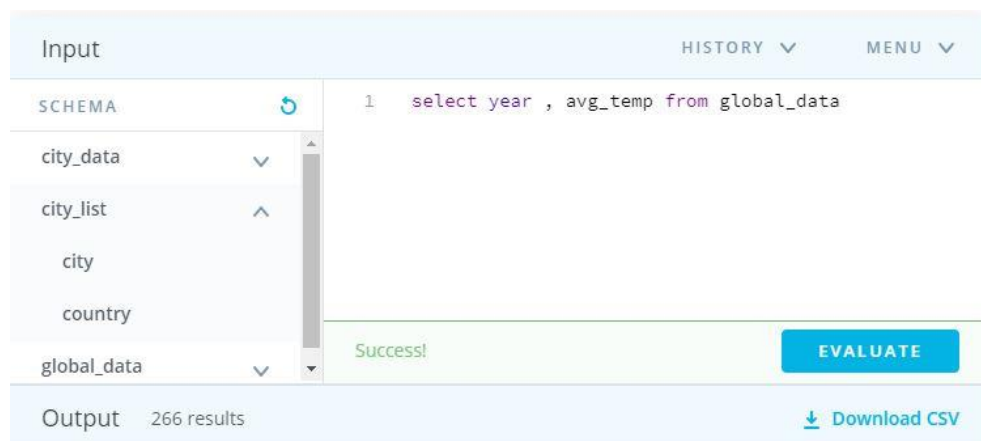 Input HISTORY MENU
SCHEMA
1 select year , avg_temp from global_data
city_data
city_list
city
country
global_data
Success! EVALUATE
Output 266 results Download CSV